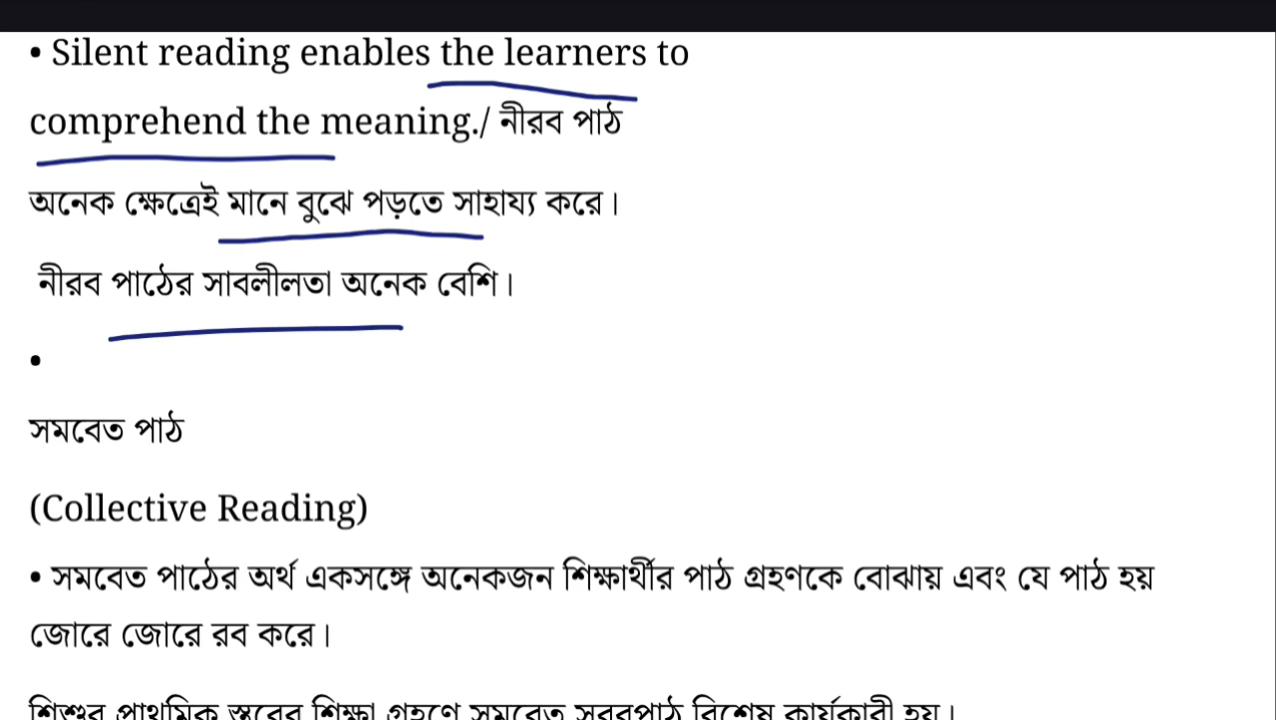 • Silent reading enables the learners to
comprehend the meaning./ নীরব পাঠ
অনেক ক্ষেত্রেই মানে বুঝে পড়তে সাহায্য করে।
নীরব পাঠের সাবলীলতা অনেক বেশি।
•
সমবেত পাঠ
(Collective Reading)
• সমবেত পাঠের অর্থ একসঙ্গে অনেকজন শিক্ষার্থীর পাঠ গ্রহণকে বোঝায় এবং যে পাঠ হয়
জোরে জোরে রব করে।
শিশুর প্রাথমিক স্তরের শিক্ষা গ্রহণে সমবেত সরবপাঠ বিশেষ কার্যকারী হয়।